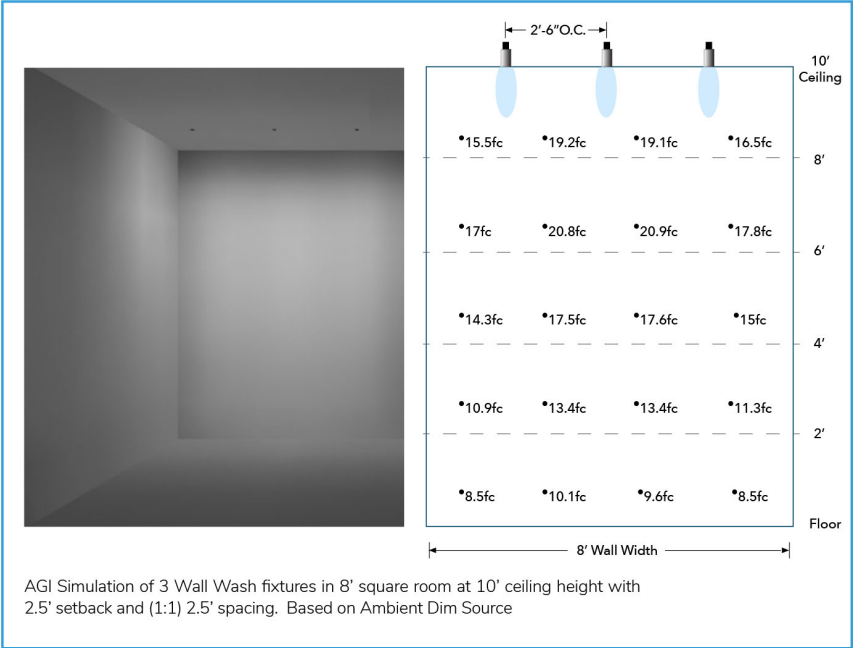 2’-6”O.C.
10’
Ceiling
15.5fc 19.2fc 19.1fc 16.5fc
8’
17fc 20.8fc 20.9fc 17.8fc
6’
14.3fc 17.5fc 17.6fc 15fc
4’
10.9fc 13.4fc 13.4fc 11.3fc
2’
8.5fc 10.1fc 9.6fc 8.5fc
Floor
8’ Wall Width
AGI Simulation of 3 Wall Wash fixtures in 8’ square room at 10’ ceiling height with
2.5’ setback and (1:1) 2.5’ spacing. Based on Ambient Dim Source